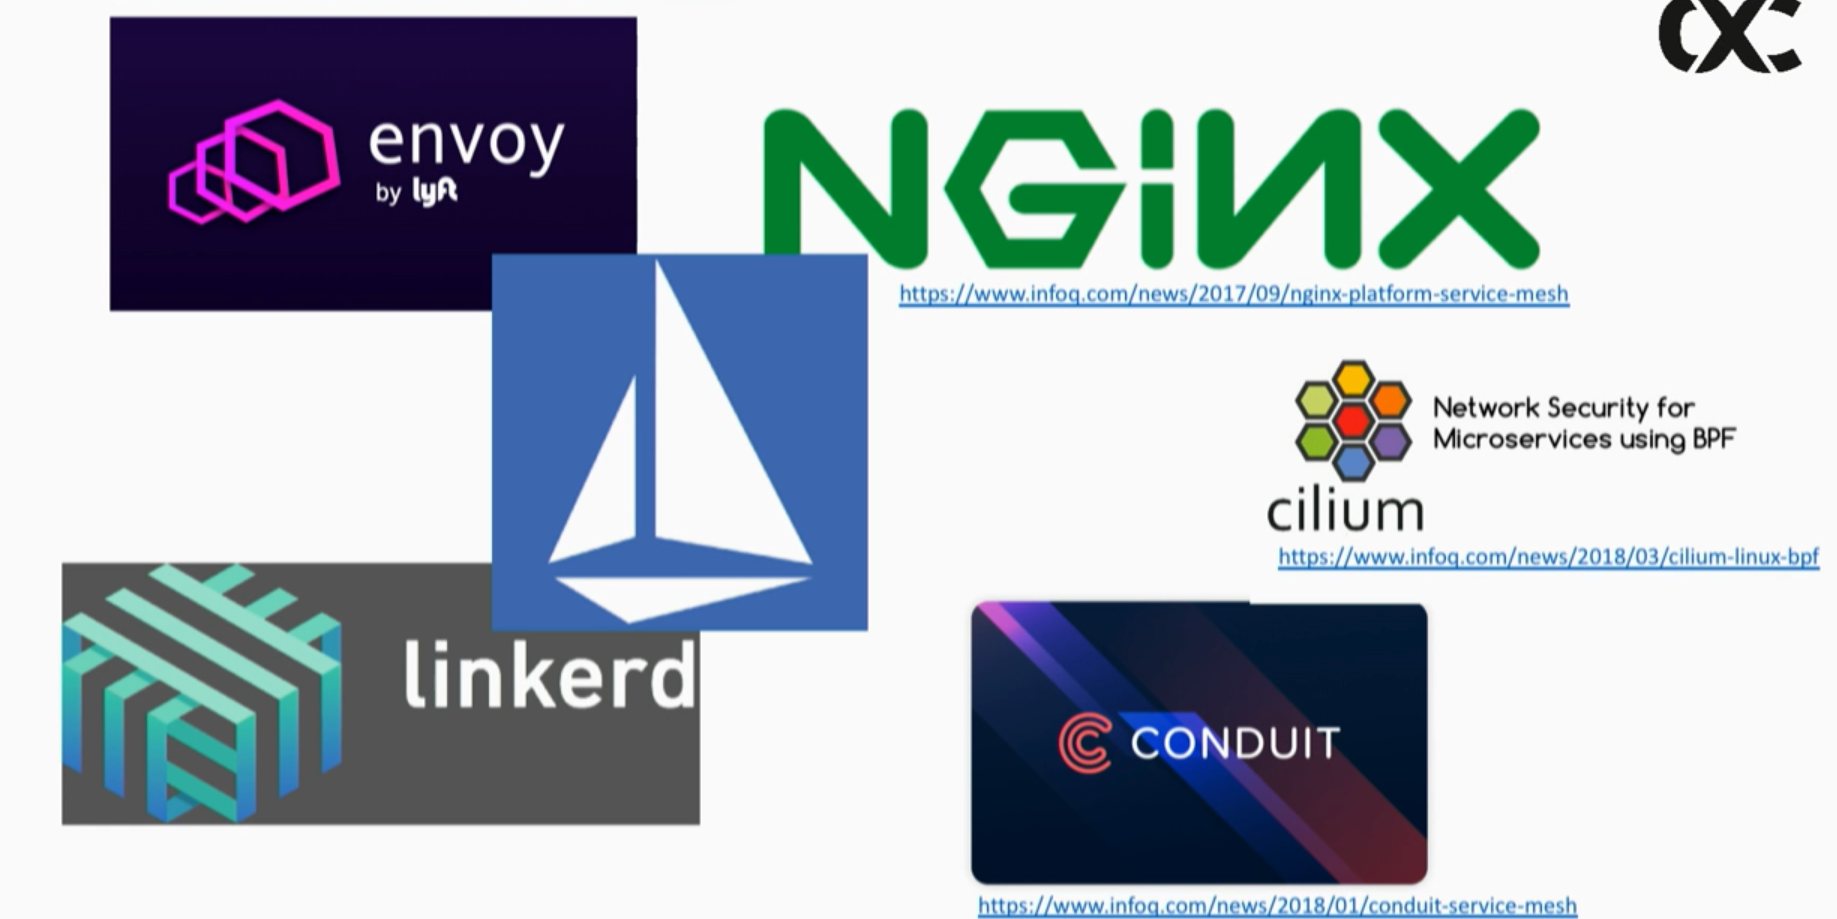 envoy
by lyft
NGiNX
https://www.infoq.com/news/2017/09/nginx-platform-service-mesh
Network Security for
Microservices using BPF
cilium
https://www.infoq.com/news/2018/03/cilium-linux-bpf
linkerd
CONDUIT
https://www.infoq.com/news/2018/01/conduit-service-mesh